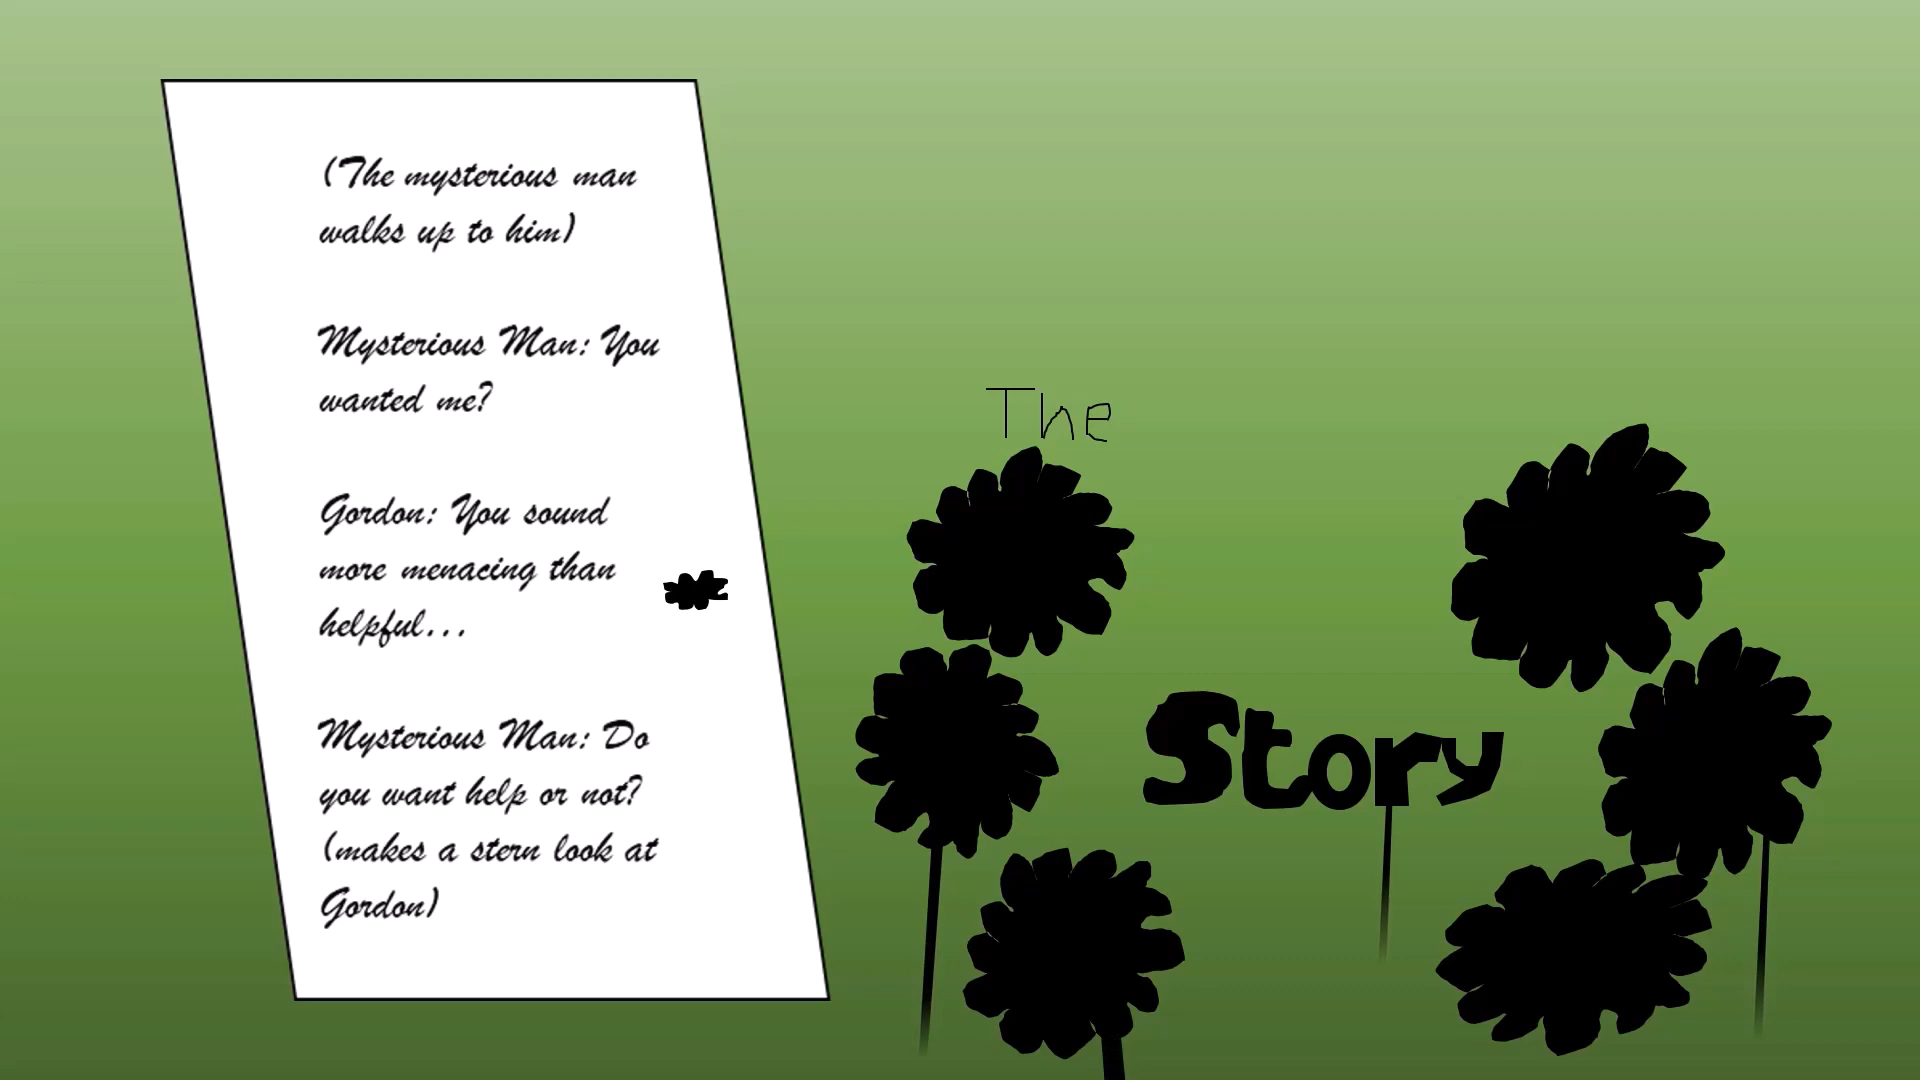 (The mysterious man
walks up to him)
Mysterious Man: You
wanted me?
Gordon: You sound
more menacing than
helpful...
Mysterious Man: Do
you want help or not?
(makes a stern look at
Gordon)
The
Story